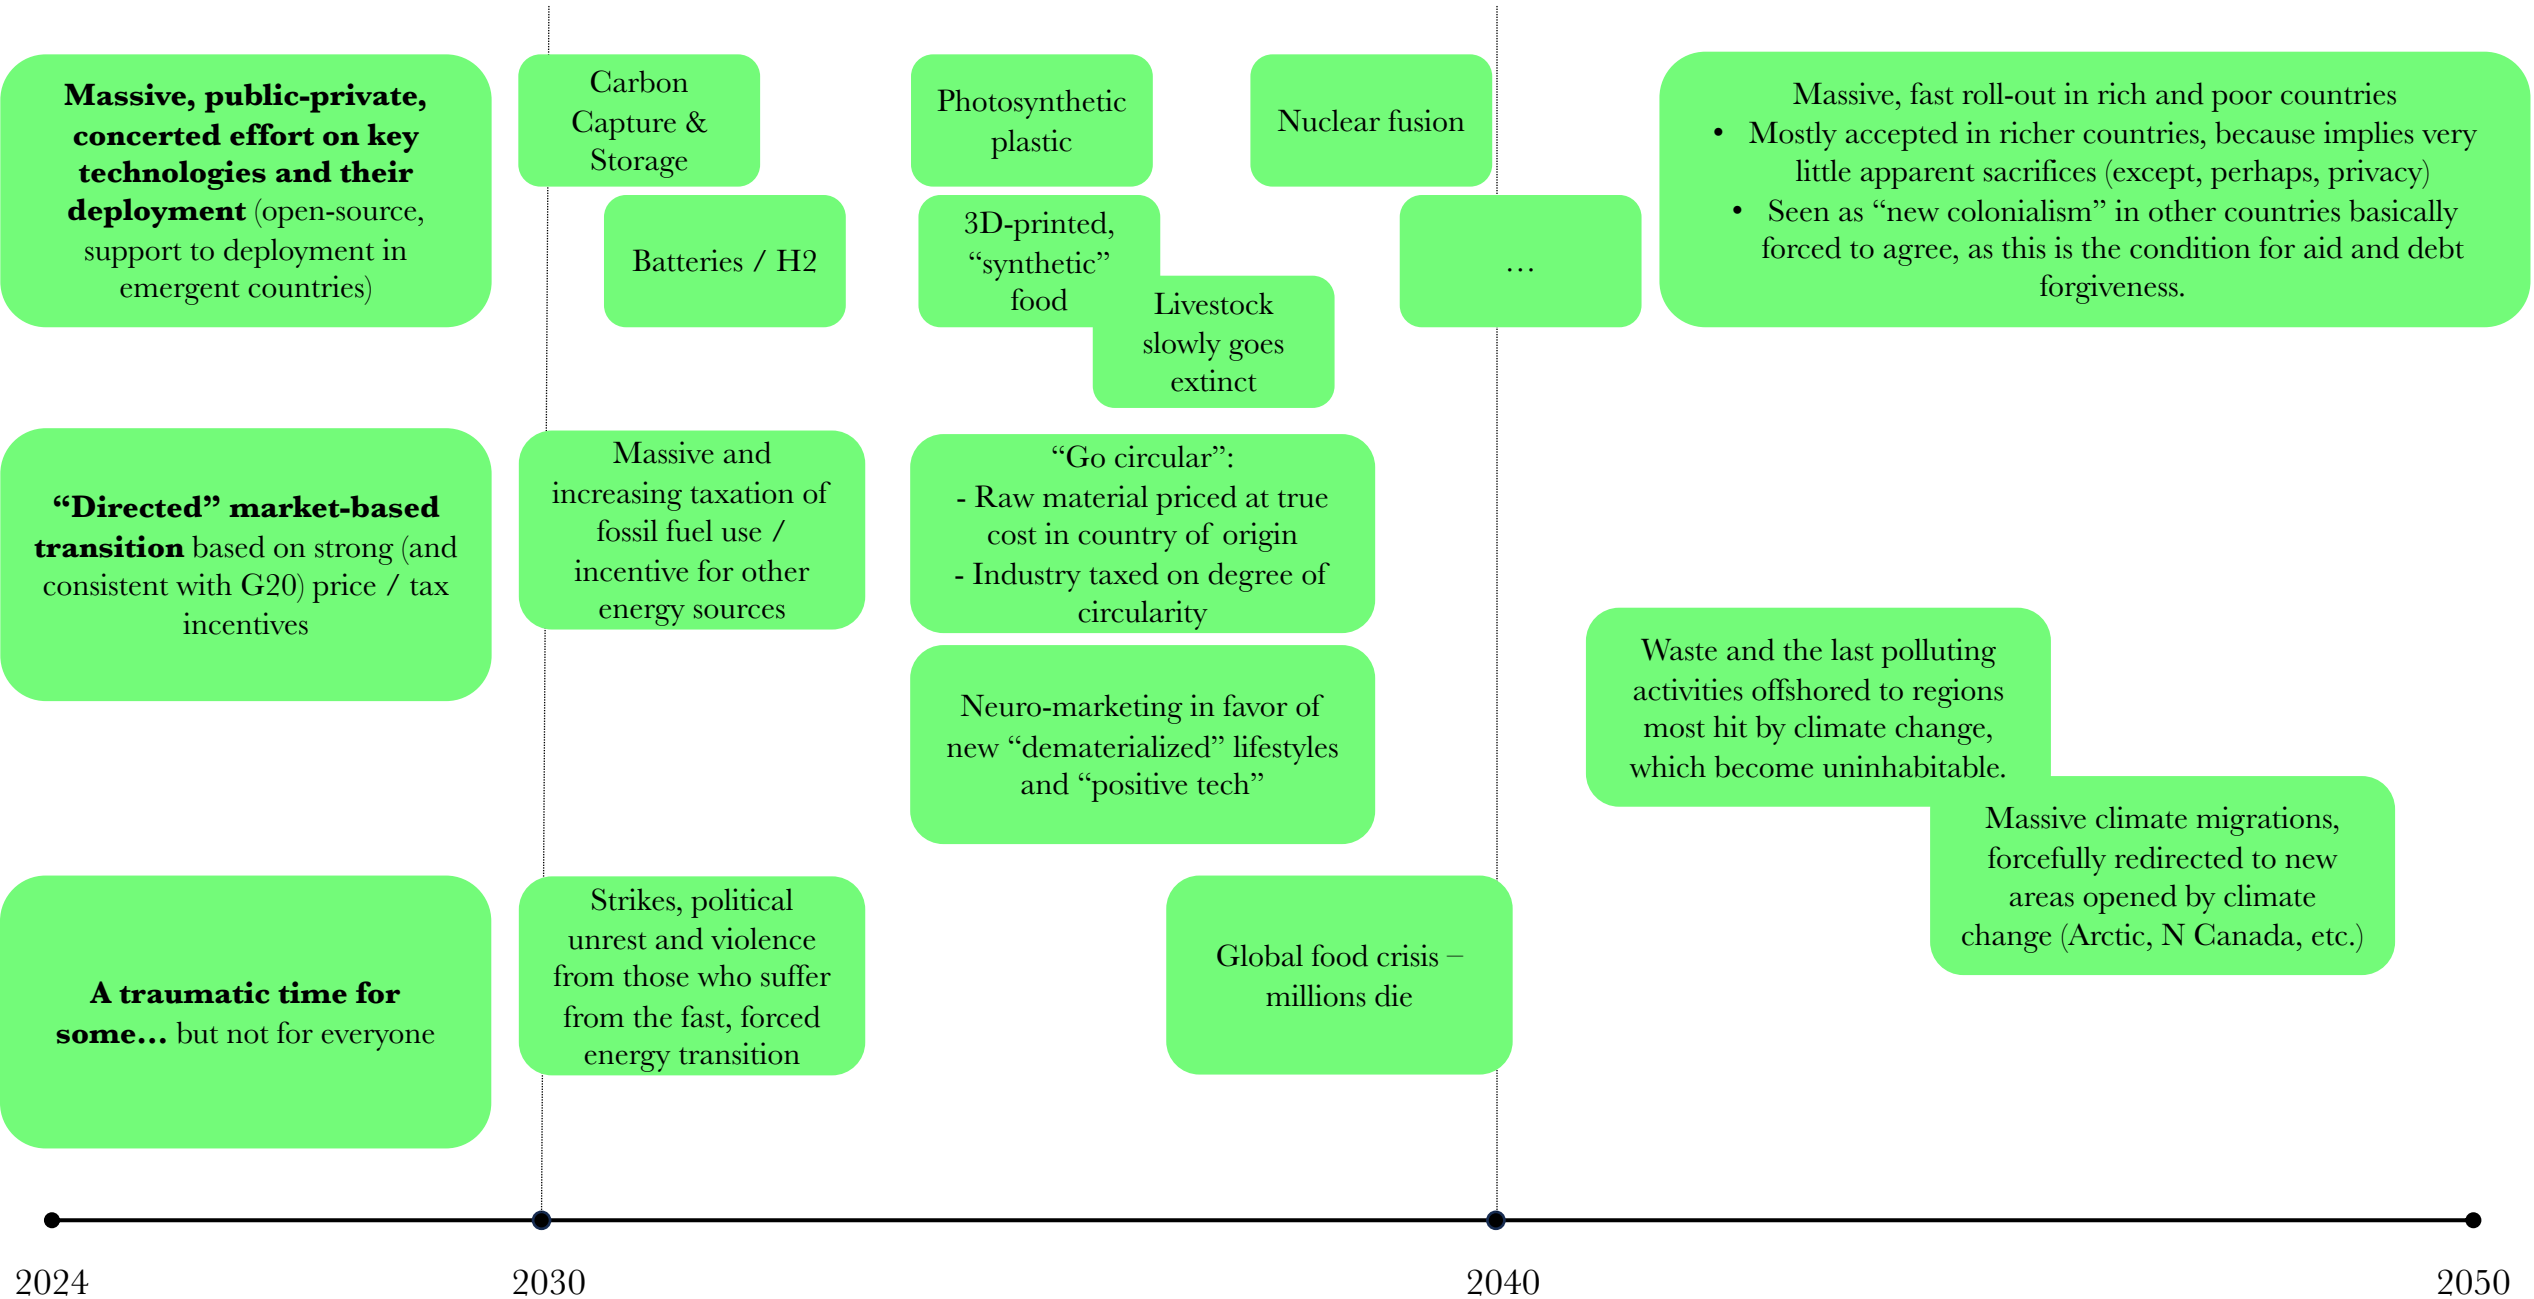 Massive, public-private,
concerted effort on key
technologies and their
deployment (open-source,
support to deployment in
emergent countries)
Carbon
Capture &
Storage
Batteries / H2
Photosynthetic
plastic
3D-printed,
“synthetic”
food
Livestock
slowly goes
extinct
Nuclear fusion
…
Massive, fast roll-out in rich and poor countries
• Mostly accepted in richer countries, because implies very
little apparent sacrifices (except, perhaps, privacy)
• Seen as “new colonialism” in other countries basically
forced to agree, as this is the condition for aid and debt
forgiveness.
“Directed” market-based
transition based on strong (and
consistent with G20) price / tax
incentives
Massive and
increasing taxation of
fossil fuel use /
incentive for other
energy sources
“Go circular”:
- Raw material priced at true
cost in country of origin
- Industry taxed on degree of
circularity
Neuro-marketing in favor of
new “dematerialized” lifestyles
and “positive tech”
Waste and the last polluting
activities offshored to regions
most hit by climate change,
which become uninhabitable.
Massive climate migrations,
forcefully redirected to new
areas opened by climate
change (Arctic, N Canada, etc.)
A traumatic time for
some… but not for everyone
Strikes, political
unrest and violence
from those who suffer
from the fast, forced
energy transition
Global food crisis –
millions die
2024
2030
2040
2050